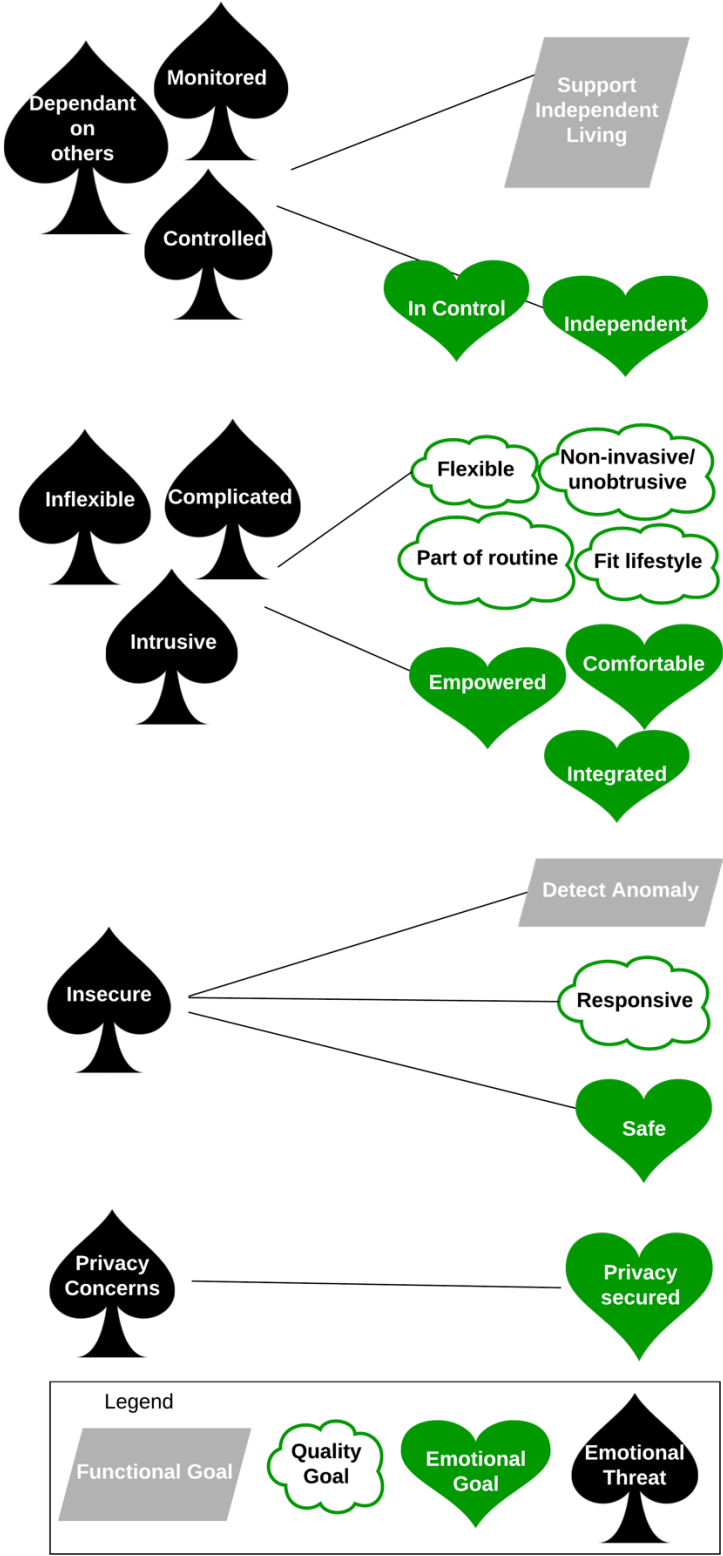 Monitored
Dependant
on
others
Controlled
Support
Independent
Living
In Control
Independent
Inflexible
Complicated
Intrusive
Flexible
Non-invasive/
unobtrusive
Part of routine
Fit lifestyle
Empowered
Comfortable
Integrated
Insecure
Detect Anomaly
Responsive
Safe
Privacy
Concerns
Privacy
secured
Legend
Functional Goal
Quality
Goal
Emotional
Goal
Emotional
Threat